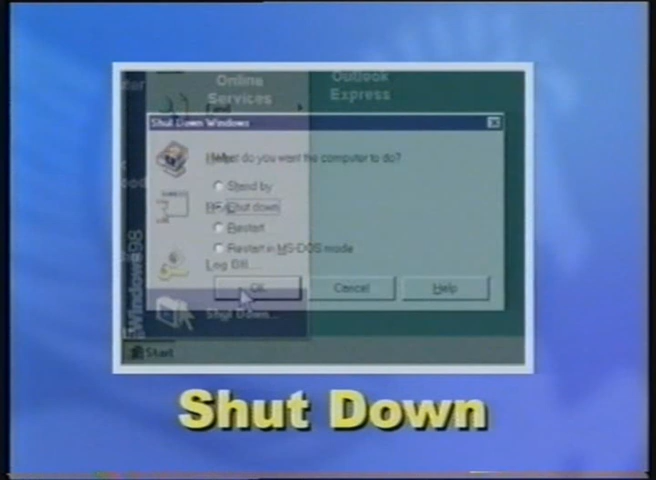 Online
Services
Outlook
Express
Shut Down Windows
What do you want the computer to do?
Help
Stand by
Shut down
Restart
Restart in MS-DOS mode
Log Off...
OK
Cancel
Help
Shut Down...
Windows98
Start
Shut Down